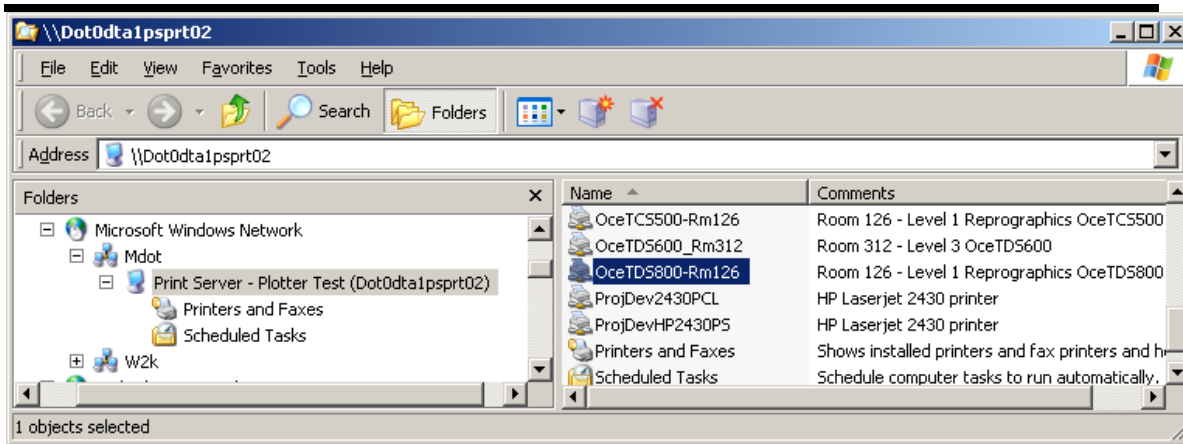 \\Dot0dta1psprt02
File Edit View Favorites Tools Help
Back Search Folders
Address \\Dot0dta1psprt02
Folders
Microsoft Windows Network
Mdot
Print Server - Plotter Test (Dot0dta1psprt02)
Printers and Faxes
Scheduled Tasks
W2k
Name Comments
OceTCS500-Rm126 Room 126 - Level 1 Reprographics OceTCS500
OceTDS600_Rm312 Room 312 - Level 3 OceTDS600
OceTDS800-Rm126 Room 126 - Level 1 Reprographics OceTDS800
ProjDev2430PCL HP Laserjet 2430 printer
ProjDevHP2430PS HP Laserjet 2430 printer
Printers and Faxes Shows installed printers and fax printers and h
Scheduled Tasks Schedule computer tasks to run automatically.
1 objects selected